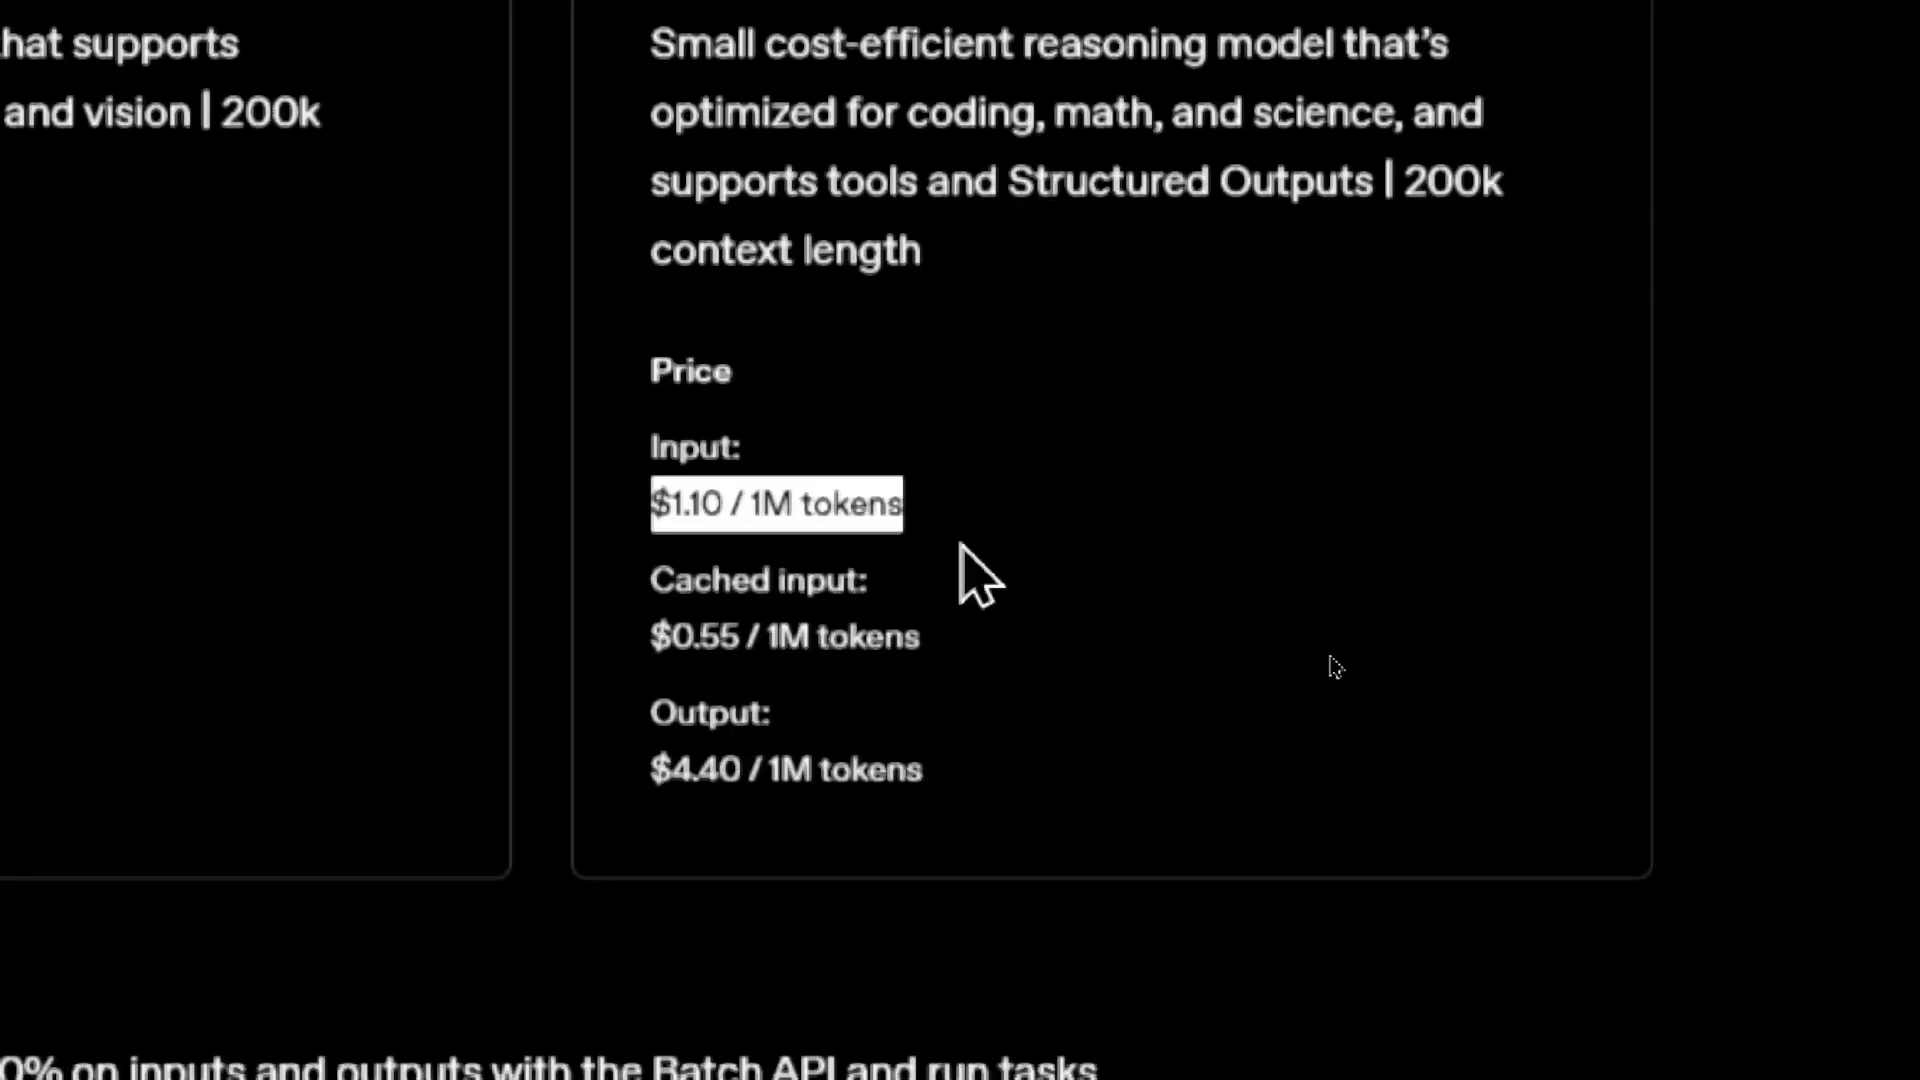 hat supports
and vision | 200k
Small cost-efficient reasoning model that's
optimized for coding, math, and science, and
supports tools and Structured Outputs | 200k
context length
Price
Input:
$1.10 / 1M tokens
Cached input:
$0.55 / 1M tokens
Output:
$4.40 / 1M tokens
0% on inputs and outputs with the Batch API and run tasks